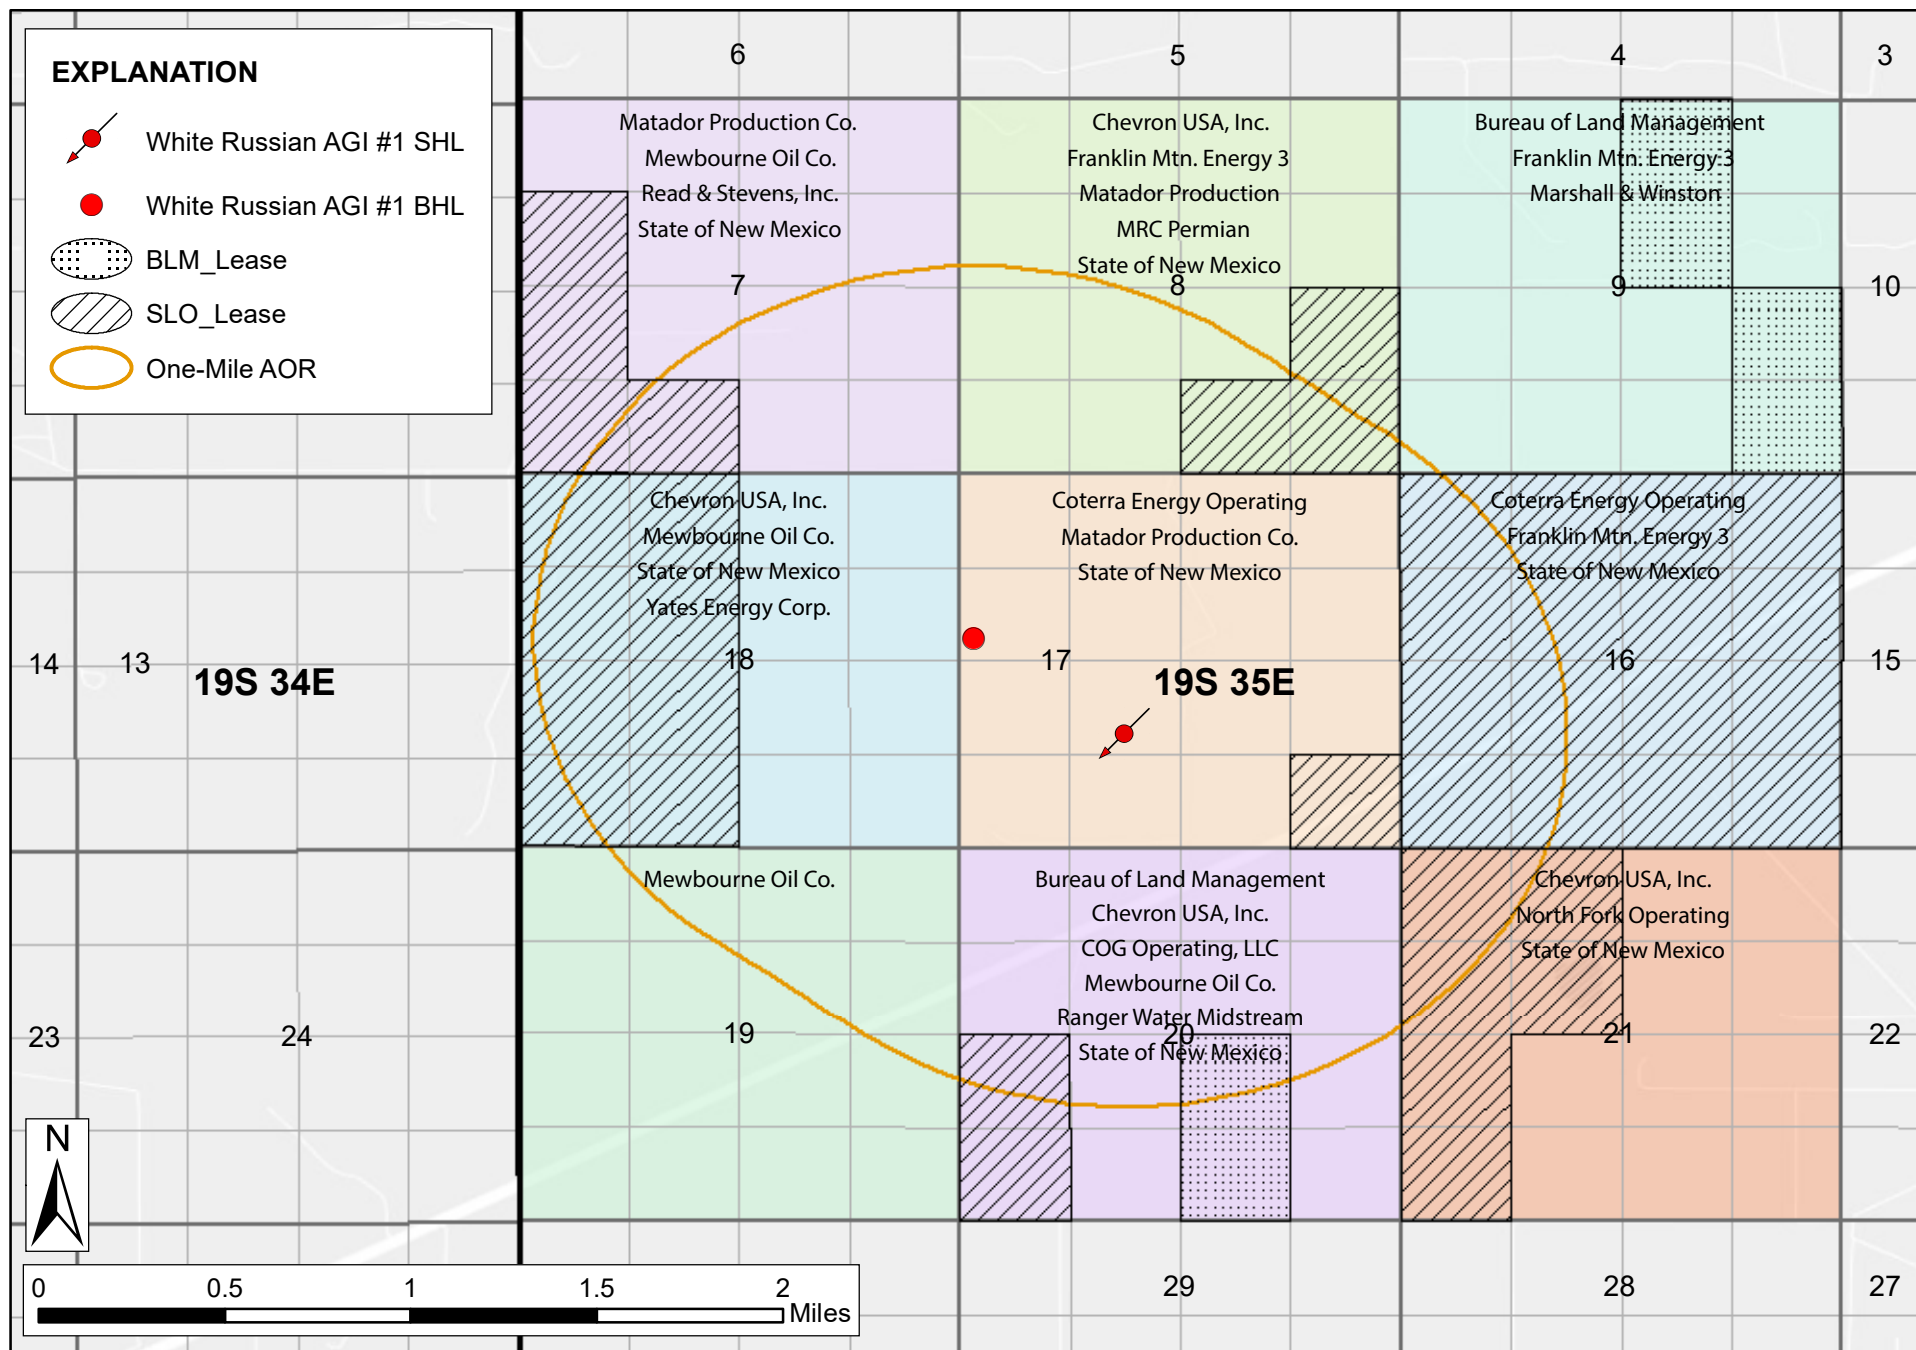 EXPLANATION
White Russian AGI #1 SHL
White Russian AGI #1 BHL
BLM_Lease
SLO_Lease
One-Mile AOR
6
5
4
3
Matador Production Co.
Mewbourne Oil Co.
Read & Stevens, Inc.
State of New Mexico
7
Chevron USA, Inc.
Franklin Mtn. Energy 3
Matador Production
MRC Permian
State of New Mexico
8
Bureau of Land Management
Franklin Mtn. Energy 3
Marshall & Winston
9
10
14
13
19S 34E
Chevron USA, Inc.
Mewbourne Oil Co.
State of New Mexico
Yates Energy Corp.
18
Coterra Energy Operating
Matador Production Co.
State of New Mexico
17
19S 35E
Coterra Energy Operating
Franklin Mtn. Energy 3
State of New Mexico
16
15
23
24
Mewbourne Oil Co.
19
Bureau of Land Management
Chevron USA, Inc.
COG Operating, LLC
Mewbourne Oil Co.
Ranger Water Midstream
20
State of New Mexico
Chevron USA, Inc.
North Fork Operating
State of New Mexico
21
22
N
0 0.5 1 1.5 2
Miles
29
28
27